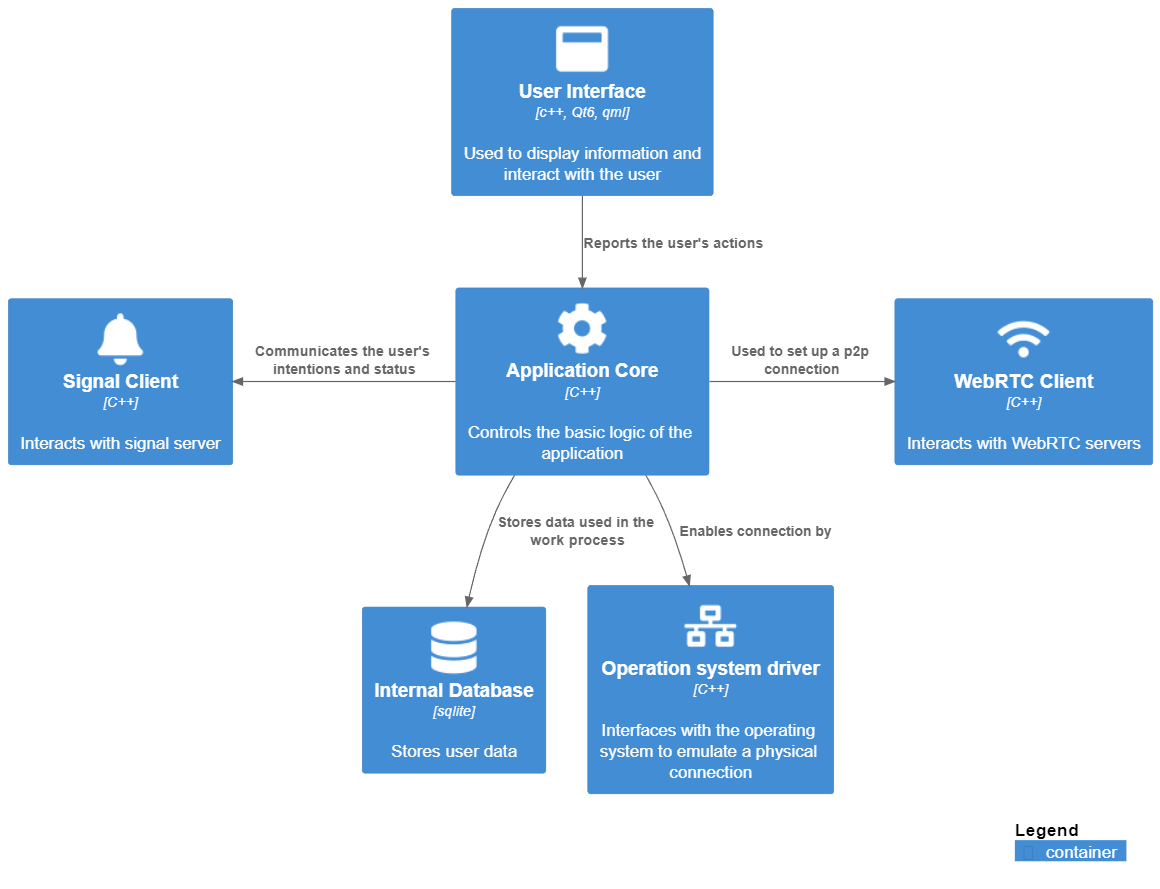 User Interface
[c++, Qt6, qml]
Used to display information and
interact with the user
Reports the user's actions
Signal Client
[C++]
Interacts with signal server
Communicates the user's
intentions and status
Application Core
[C++]
Controls the basic logic of the
application
Used to set up a p2p
connection
WebRTC Client
[C++]
Interacts with WebRTC servers
Stores data used in the
work process
Enables connection by
Internal Database
[sqlite]
Stores user data
Operation system driver
[C++]
Interfaces with the operating
system to emulate a physical
connection
Legend
container